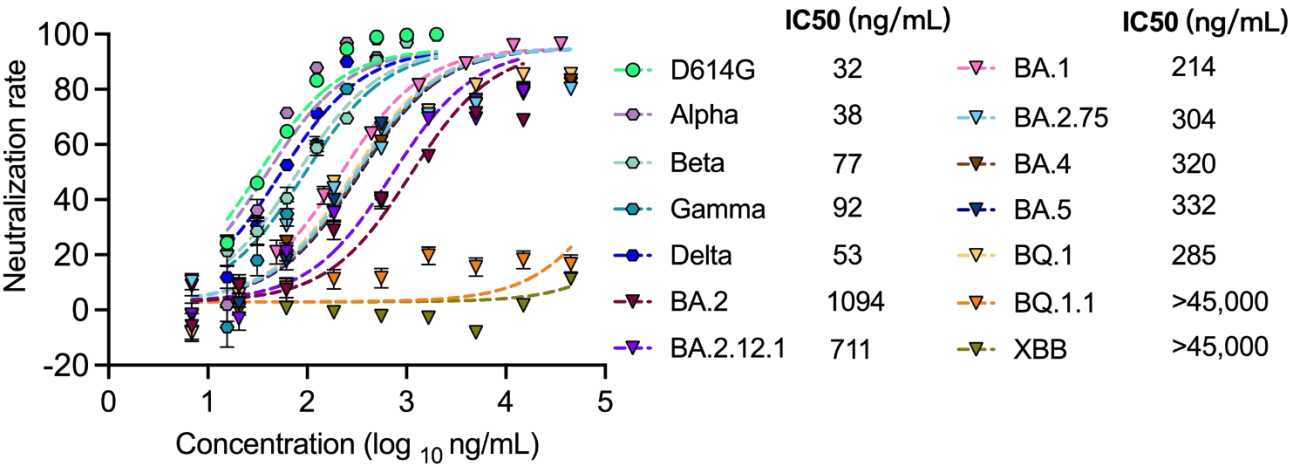 IC50 (ng/mL) IC50 (ng/mL)
100
80
60
40
20
0
-20
Neutralization rate
0 1 2 3 4 5
Concentration (log 10 ng/mL)
D614G 32 BA.1 214
Alpha 38 BA.2.75 304
Beta 77 BA.4 320
Gamma 92 BA.5 332
Delta 53 BQ.1 285
BA.2 1094 BQ.1.1 >45,000
BA.2.12.1 711 XBB >45,000